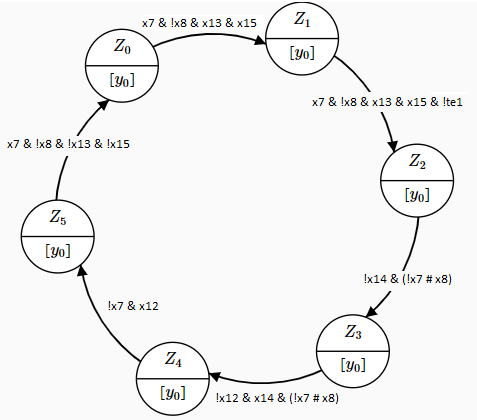 x7 & !x8 & x13 & x15
Z₁
[y₀]
Z₀
[y₀]
x7 & !x8 & x13 & x15 & !te1
x7 & !x8 & !x13 & !x15
Z₂
[y₀]
Z₅
[y₀]
!x14 & (!x7 # x8)
!x7 & x12
Z₃
[y₀]
Z₄
[y₀]
!x12 & x14 & (!x7 # x8)